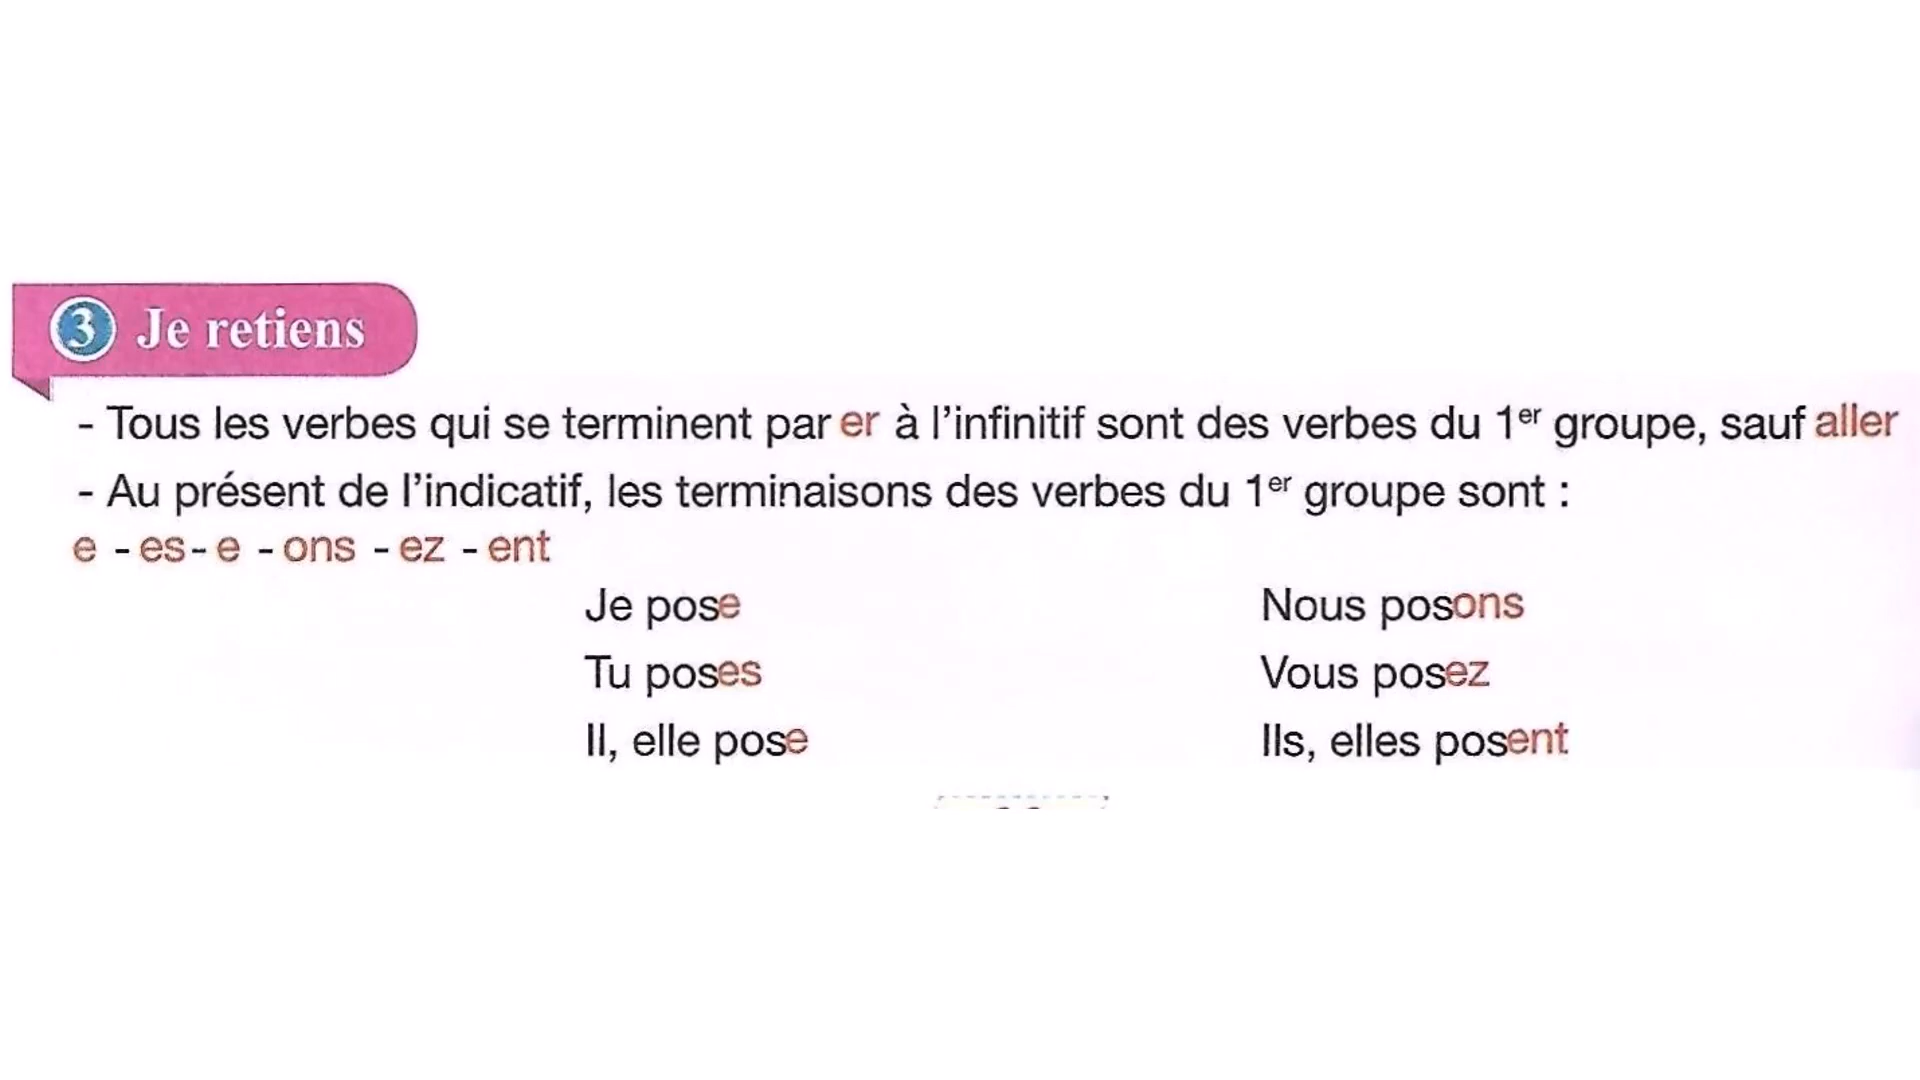 3 Je retiens
- Tous les verbes qui se terminent par er à l'infinitif sont des verbes du 1er groupe, sauf aller
- Au présent de l'indicatif, les terminaisons des verbes du 1er groupe sont :
e - es- e - ons - ez - ent
Je pose Nous posons
Tu poses Vous posez
Il, elle pose Ils, elles posent